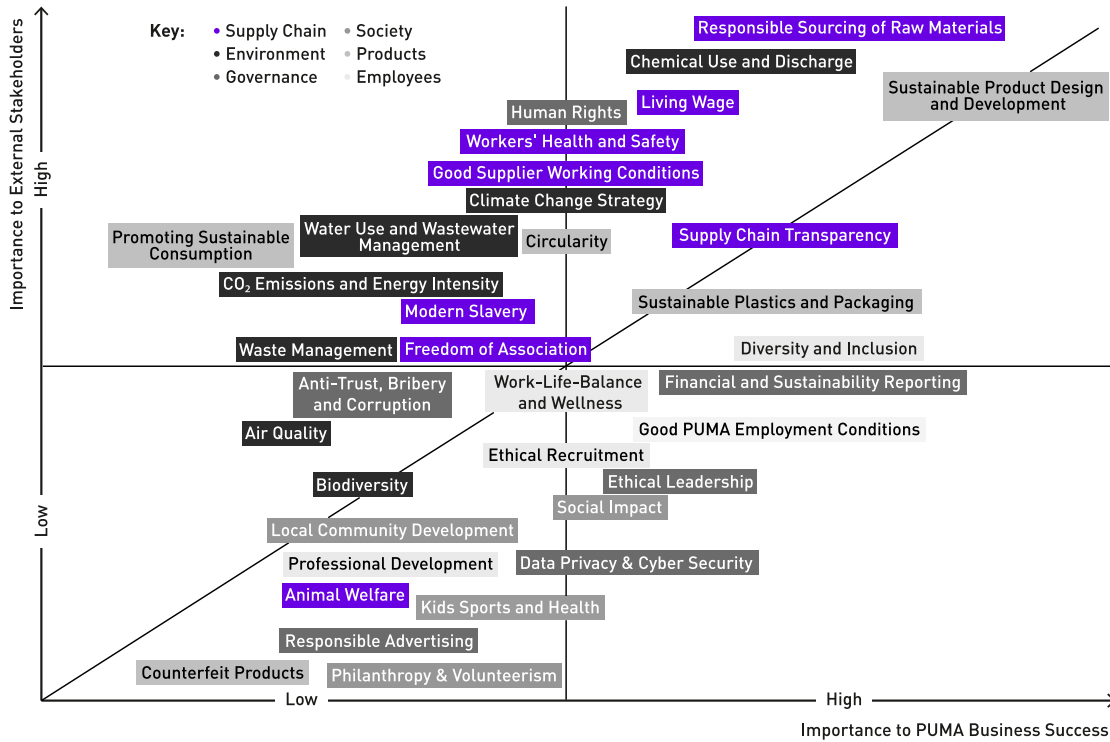 Importance to External Stakeholders
High
Low
Key:
Supply Chain
Environment
Governance
Society
Products
Employees
Responsible Sourcing of Raw Materials
Chemical Use and Discharge
Sustainable Product Design
and Development
Living Wage
Human Rights
Workers' Health and Safety
Good Supplier Working Conditions
Climate Change Strategy
Promoting Sustainable
Consumption
Water Use and Wastewater
Management
Circularity
Supply Chain Transparency
CO₂ Emissions and Energy Intensity
Modern Slavery
Sustainable Plastics and Packaging
Waste Management
Freedom of Association
Diversity and Inclusion
Anti-Trust, Bribery
and Corruption
Work-Life-Balance
and Wellness
Financial and Sustainability Reporting
Air Quality
Good PUMA Employment Conditions
Ethical Recruitment
Biodiversity
Ethical Leadership
Social Impact
Local Community Development
Professional Development
Data Privacy & Cyber Security
Animal Welfare
Kids Sports and Health
Responsible Advertising
Counterfeit Products
Philanthropy & Volunteerism
Low
High
Importance to PUMA Business Success